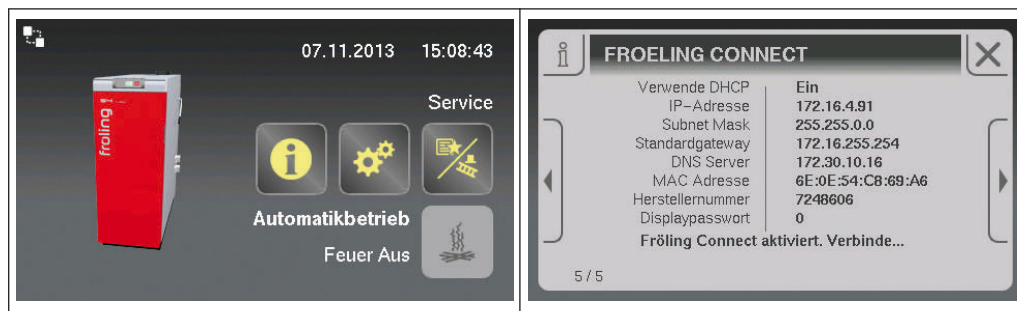 07.11.2013 15:08:43
Service
froling
Automatikbetrieb
Feuer Aus
FROELING CONNECT
Verwende DHCP Ein
IP-Adresse 172.16.4.91
Subnet Mask 255.255.0.0
Standardgateway 172.16.255.254
DNS Server 172.30.10.16
MAC Adresse 6E:0E:54:C8:69:A6
Herstellernummer 7248606
Displaypasswort 0
Fröling Connect aktiviert. Verbinde...
5 / 5